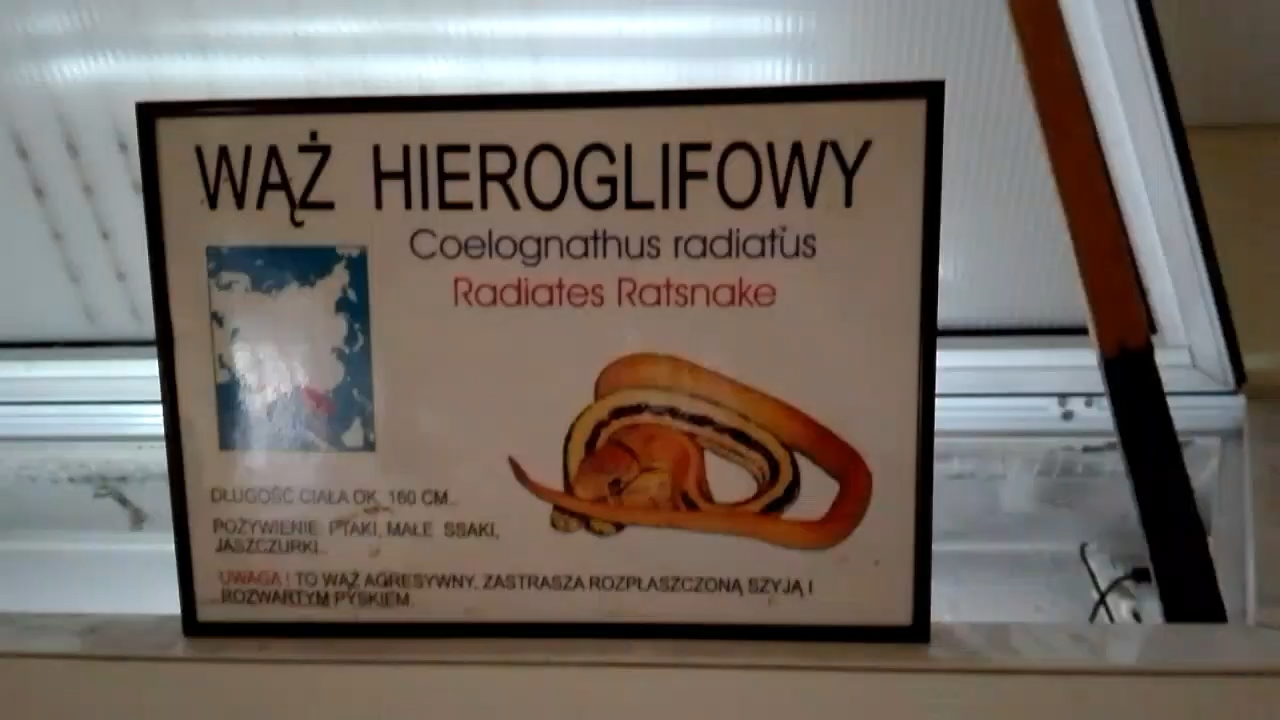 WĄŻ HIEROGLIFOWY
Coelognathus radiatus
Radiates Ratsnake
DŁUGOŚĆ CIAŁA OK. 160 CM.
POŻYWIENIE PTAKI, MAŁE SSAKI,
JASZCZURKI.
UWAGA! TO WĄŻ AGRESYWNY. ZASTRASZA ROZPŁASZCZONĄ SZYJĄ I
ROZWARTYM PYSKIEM.